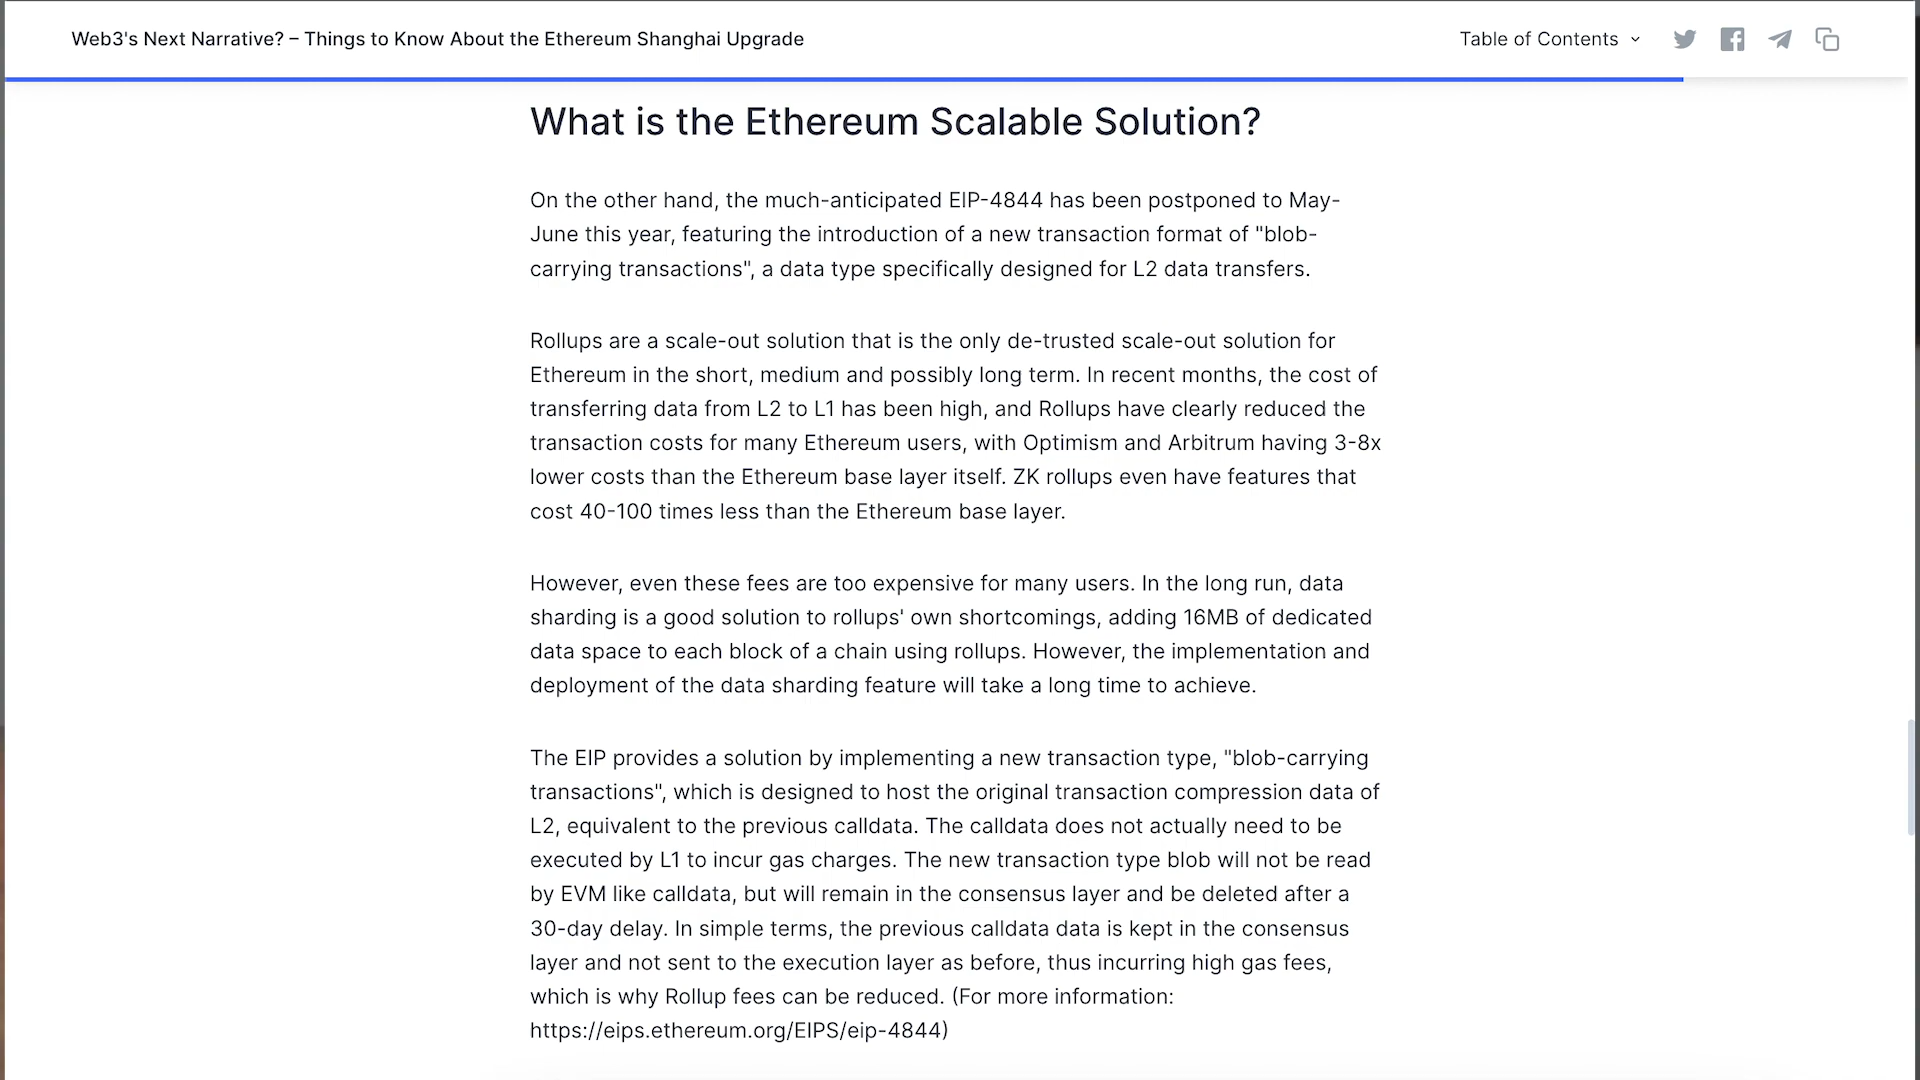 Web3's Next Narrative? – Things to Know About the Ethereum Shanghai Upgrade
Table of Contents
What is the Ethereum Scalable Solution?
On the other hand, the much-anticipated EIP-4844 has been postponed to May-
June this year, featuring the introduction of a new transaction format of "blob-
carrying transactions", a data type specifically designed for L2 data transfers.
Rollups are a scale-out solution that is the only de-trusted scale-out solution for
Ethereum in the short, medium and possibly long term. In recent months, the cost of
transferring data from L2 to L1 has been high, and Rollups have clearly reduced the
transaction costs for many Ethereum users, with Optimism and Arbitrum having 3-8x
lower costs than the Ethereum base layer itself. ZK rollups even have features that
cost 40-100 times less than the Ethereum base layer.
However, even these fees are too expensive for many users. In the long run, data
sharding is a good solution to rollups' own shortcomings, adding 16MB of dedicated
data space to each block of a chain using rollups. However, the implementation and
deployment of the data sharding feature will take a long time to achieve.
The EIP provides a solution by implementing a new transaction type, "blob-carrying
transactions", which is designed to host the original transaction compression data of
L2, equivalent to the previous calldata. The calldata does not actually need to be
executed by L1 to incur gas charges. The new transaction type blob will not be read
by EVM like calldata, but will remain in the consensus layer and be deleted after a
30-day delay. In simple terms, the previous calldata data is kept in the consensus
layer and not sent to the execution layer as before, thus incurring high gas fees,
which is why Rollup fees can be reduced. (For more information:
https://eips.ethereum.org/EIPS/eip-4844)